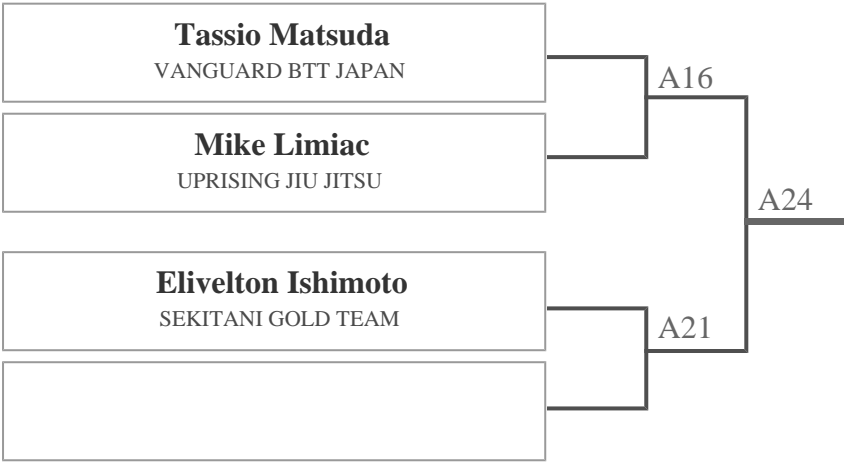 Tassio Matsuda
VANGUARD BTT JAPAN
A16
Mike Limiac
UPRISING JIU JITSU
A24
Elivelton Ishimoto
SEKITANI GOLD TEAM
A21